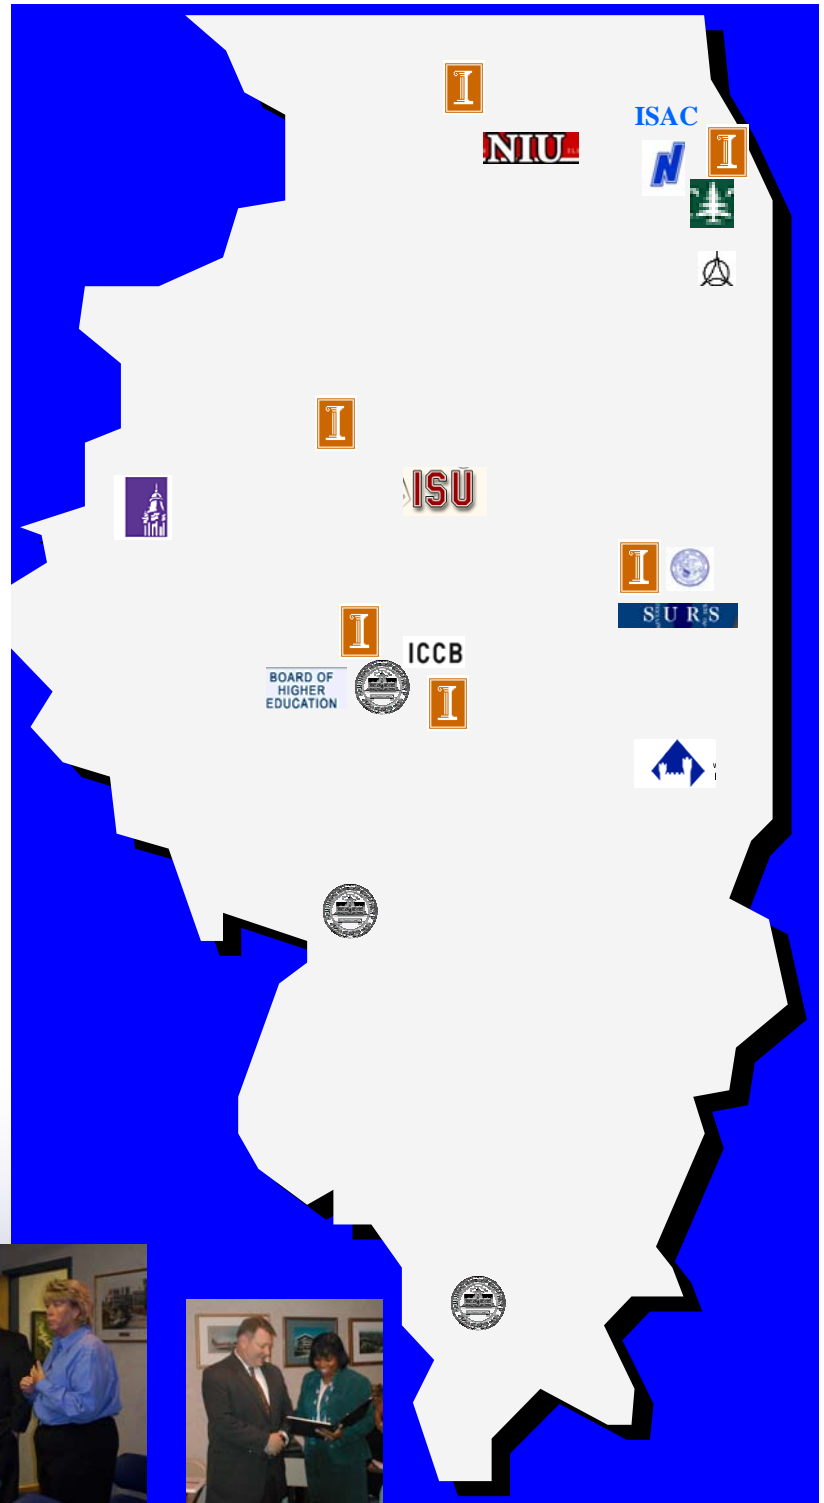 I
ISAC
NIU
N
I
I
ISU
I
SURS
I
ICCB
BOARD OF
HIGHER
EDUCATION
I